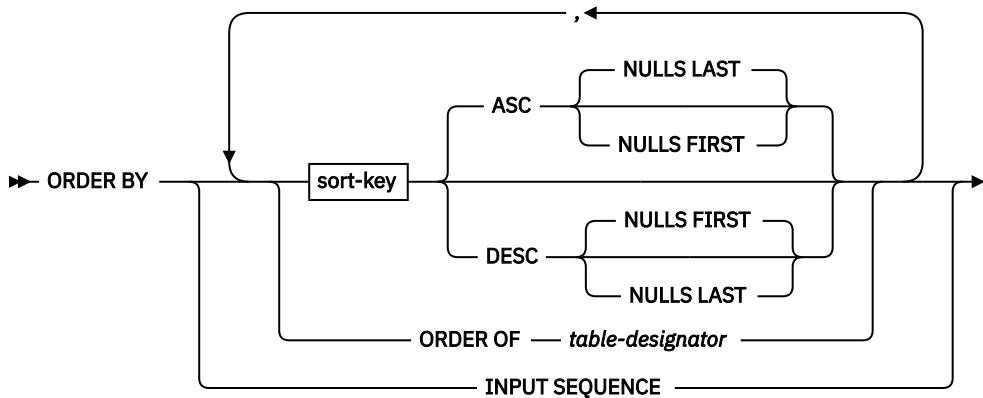 ,
NULLS LAST
ASC
NULLS FIRST
ORDER BY sort-key
NULLS FIRST
DESC
NULLS LAST
ORDER OF table-designator
INPUT SEQUENCE